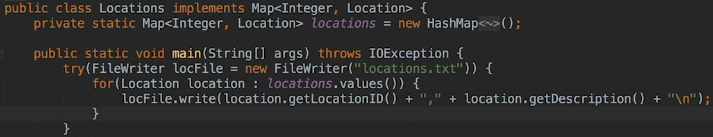 public class Locations implements Map<Integer, Location> {
    private static Map<Integer, Location> locations = new HashMap<~>();

    public static void main(String[] args) throws IOException {
        try(FileWriter locFile = new FileWriter("locations.txt")) {
            for(Location location : locations.values()) {
                locFile.write(location.getLocationID() + "," + location.getDescription() + "\n");
            }
        }